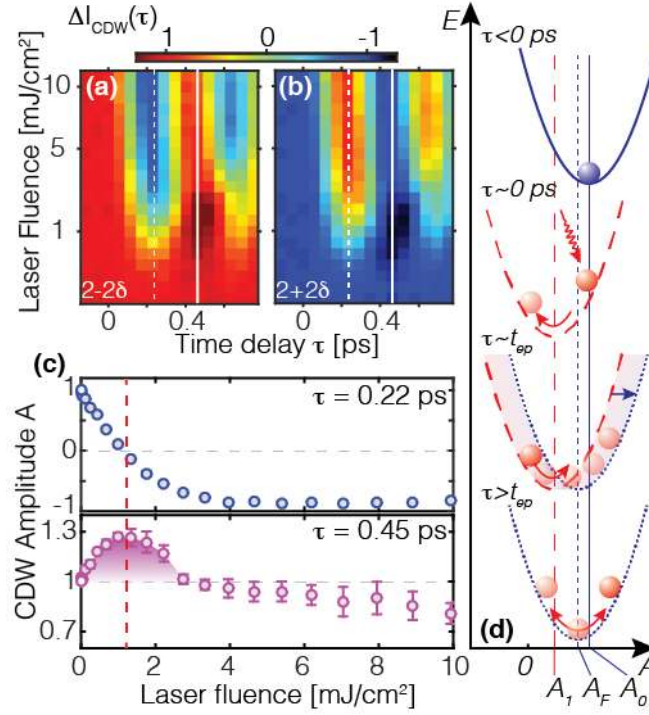 ΔI_CDW(τ)
1 0 -1
(a) (b)
Laser Fluence [mJ/cm²]
10
5
1
2-2δ 2+2δ
0 0.4 0 0.4
Time delay τ [ps]
(c)
CDW Amplitude A
1
0
-1
τ = 0.22 ps
1.3
1
0.7
τ = 0.45 ps
0 2 4 6 8 10
Laser fluence [mJ/cm²]
E
τ<0 ps
τ~0 ps
τ~t_ep
τ>t_ep
(d)
0 A
A_1 A_F A_0